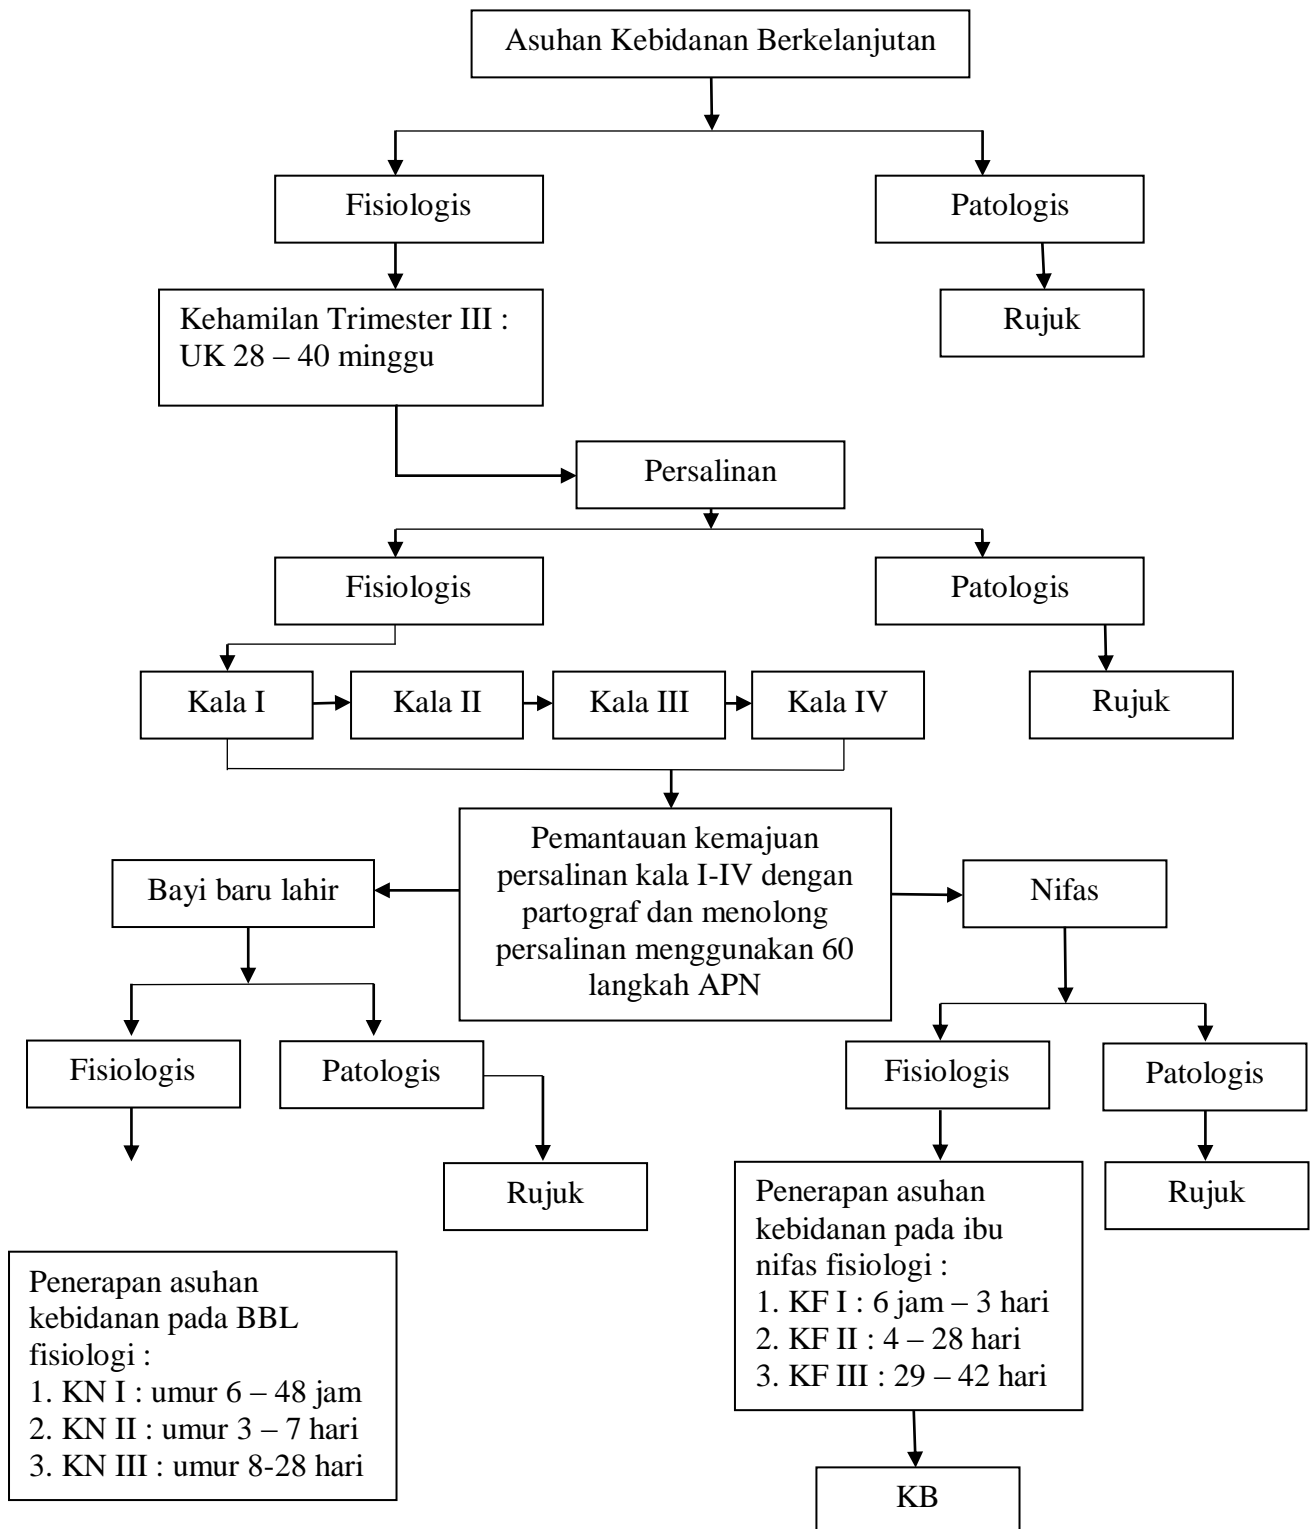 Asuhan Kebidanan Berkelanjutan
Fisiologis
Patologis
Kehamilan Trimester III :
UK 28 – 40 minggu
Rujuk
Persalinan
Fisiologis
Patologis
Kala I
Kala II
Kala III
Kala IV
Rujuk
Pemantauan kemajuan
persalinan kala I-IV dengan
partograf dan menolong
persalinan menggunakan 60
langkah APN
Bayi baru lahir
Nifas
Fisiologis
Patologis
Fisiologis
Patologis
Rujuk
Penerapan asuhan
kebidanan pada ibu
nifas fisiologi :
1. KF I : 6 jam – 3 hari
2. KF II : 4 – 28 hari
3. KF III : 29 – 42 hari
Rujuk
Penerapan asuhan
kebidanan pada BBL
fisiologi :
1. KN I : umur 6 – 48 jam
2. KN II : umur 3 – 7 hari
3. KN III : umur 8-28 hari
KB